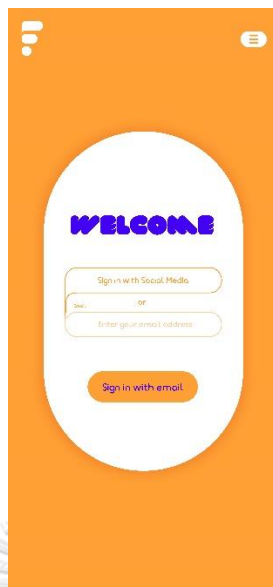 WELCOME
Sign in with Social Media
or
Enter your email address
Sign in with email